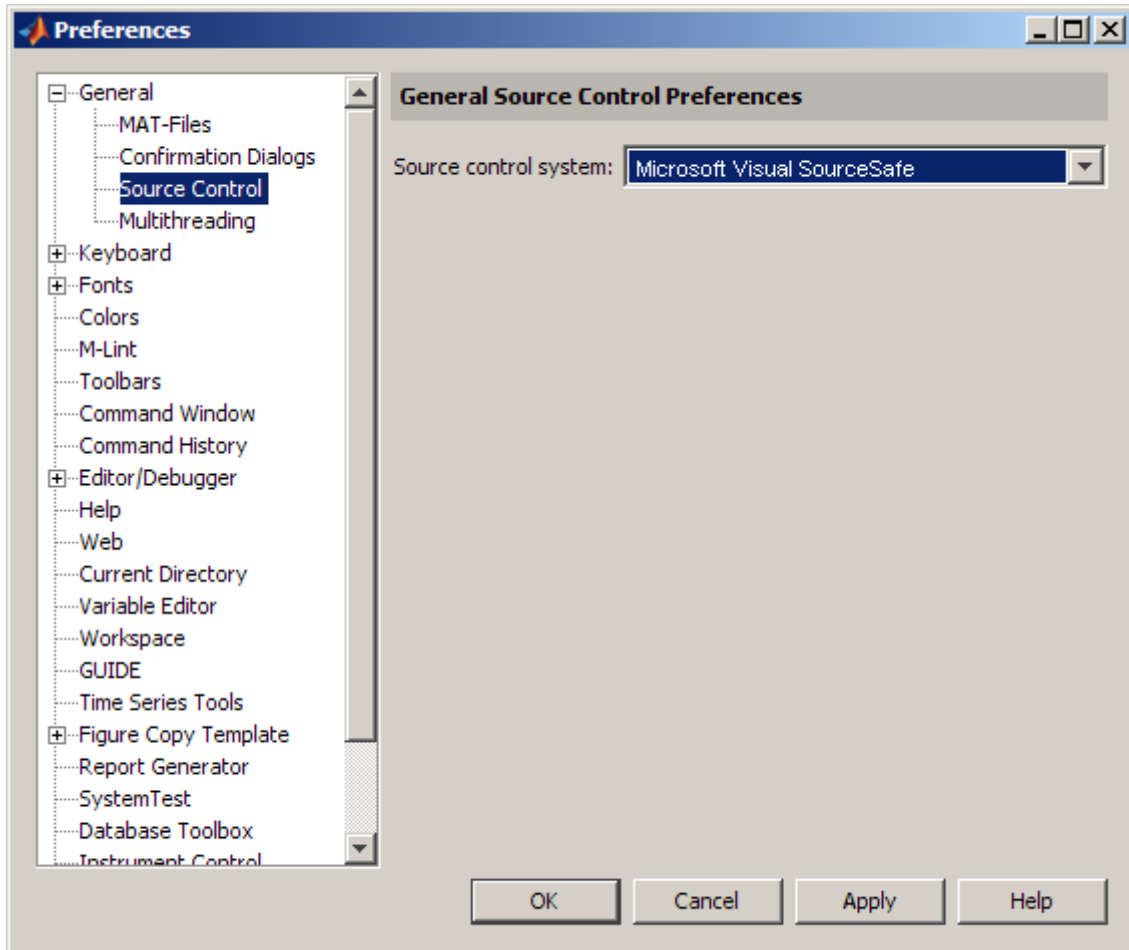 Preferences
General
MAT-Files
Confirmation Dialogs
Source Control
Multithreading
Keyboard
Fonts
Colors
M-Lint
Toolbars
Command Window
Command History
Editor/Debugger
Help
Web
Current Directory
Variable Editor
Workspace
GUIDE
Time Series Tools
Figure Copy Template
Report Generator
SystemTest
Database Toolbox
Instrument Control
General Source Control Preferences
Source control system: Microsoft Visual SourceSafe
OK Cancel Apply Help